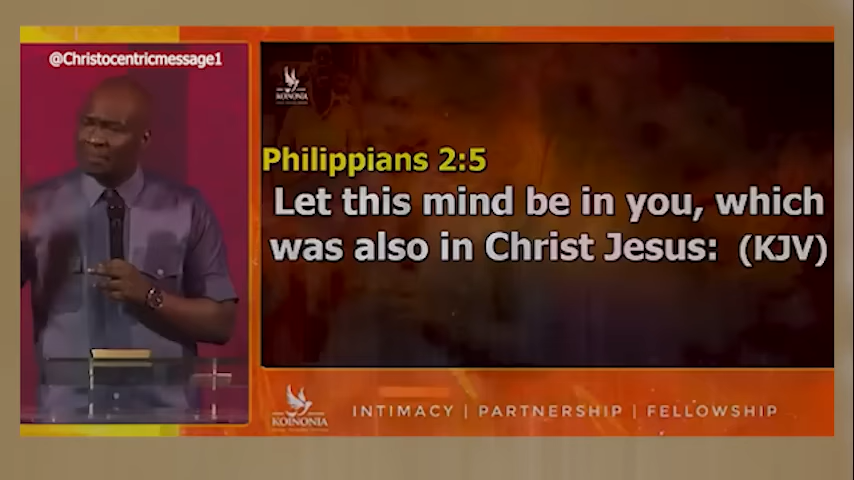 @Christocentricmessage1
KOINONIA
Philippians 2:5
Let this mind be in you, which
was also in Christ Jesus: (KJV)
KOINONIA
INTIMACY | PARTNERSHIP | FELLOWSHIP